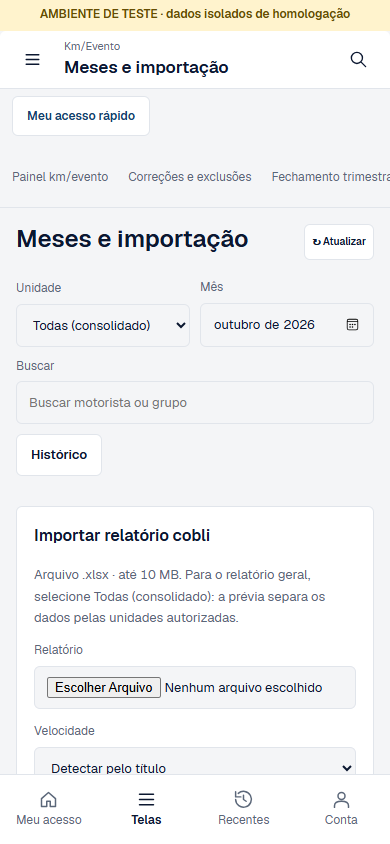 AMBIENTE DE TESTE · dados isolados de homologação
Km/Evento
Meses e importação
Meu acesso rápido
Painel km/evento Correções e exclusões Fechamento trimestra
Meses e importação
↻ Atualizar
Unidade Mês
Todas (consolidado) outubro de 2026
Buscar
Buscar motorista ou grupo
Histórico
Importar relatório cobli
Arquivo .xlsx · até 10 MB. Para o relatório geral,
selecione Todas (consolidado): a prévia separa os
dados pelas unidades autorizadas.
Relatório
Escolher Arquivo Nenhum arquivo escolhido
Velocidade
Detectar pelo título
Meu acesso Telas Recentes Conta